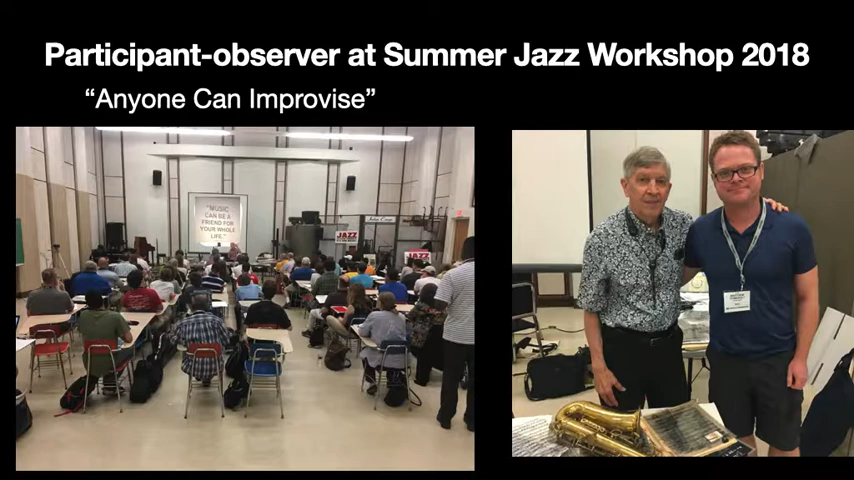 Participant-observer at Summer Jazz Workshop 2018
“Anyone Can Improvise”
"MUSIC
CAN BE A
FRIEND FOR
YOUR WHOLE
LIFE."
JAZZ
JAZZ